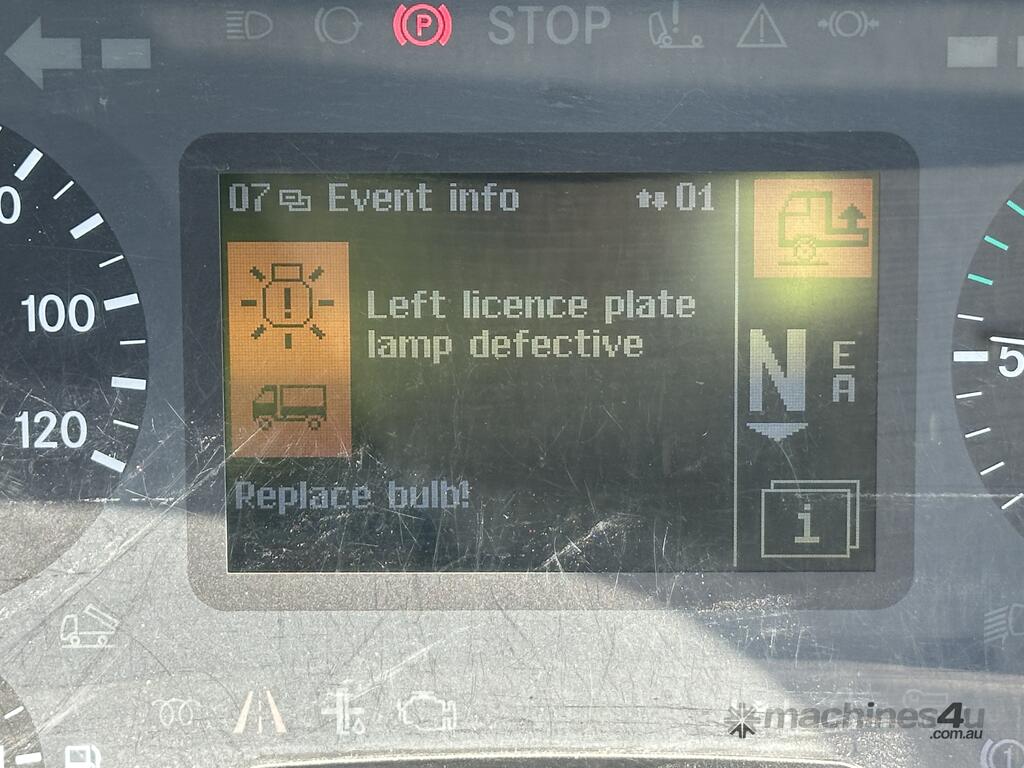 P
STOP
07 Event info 01
Left licence plate
lamp defective
N E
A
Replace bulb!
i
100
120
machines4u
.com.au